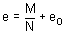 e = M/N + e₀